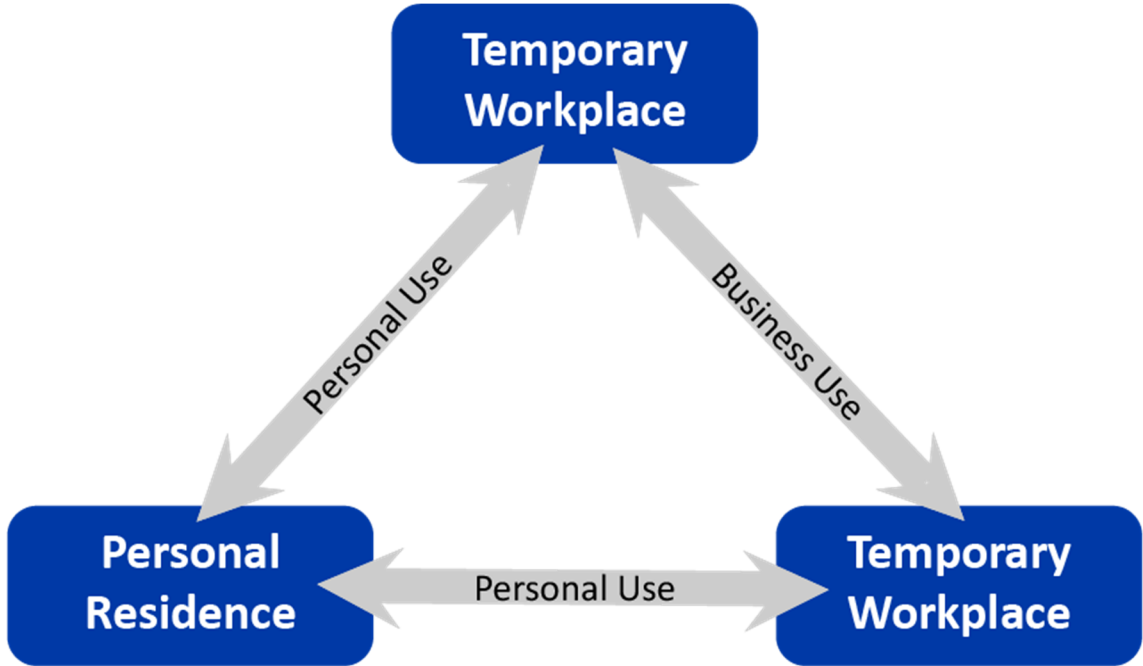 Temporary
Workplace
Personal Use
Business Use
Personal
Residence
Personal Use
Temporary
Workplace